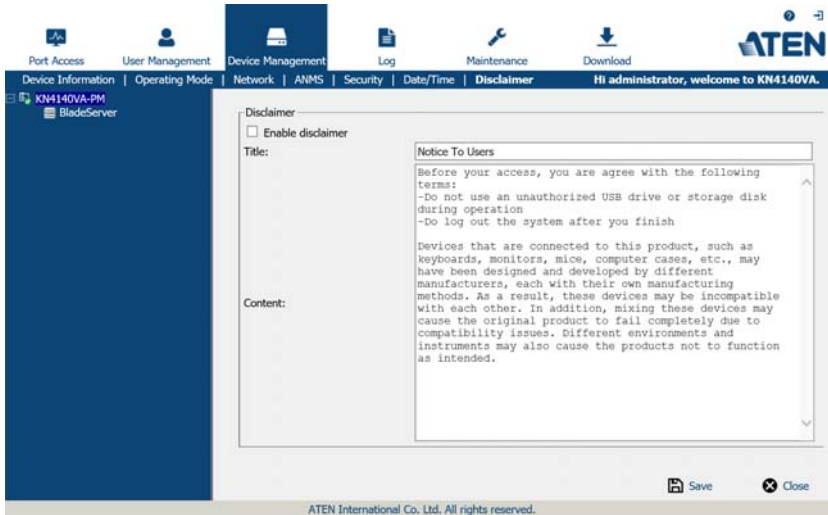 Port Access
User Management
Device Management
Log
Maintenance
Download
ATEN
Device Information | Operating Mode | Network | ANMS | Security | Date/Time | Disclaimer
Hi administrator, welcome to KN4140VA.
KN4140VA-PM
BladeServer
Disclaimer
Enable disclaimer
Title:
Notice To Users
Content:
Before your access, you are agree with the following
terms:
-Do not use an unauthorized USB drive or storage disk
during operation
-Do log out the system after you finish
Devices that are connected to this product, such as
keyboards, monitors, mice, computer cases, etc., may
have been designed and developed by different
manufacturers, each with their own manufacturing
methods. As a result, these devices may be incompatible
with each other. In addition, mixing these devices may
cause the original product to fail completely due to
compatibility issues. Different environments and
instruments may also cause the products not to function
as intended.
Save
Close
ATEN International Co. Ltd. All rights reserved.